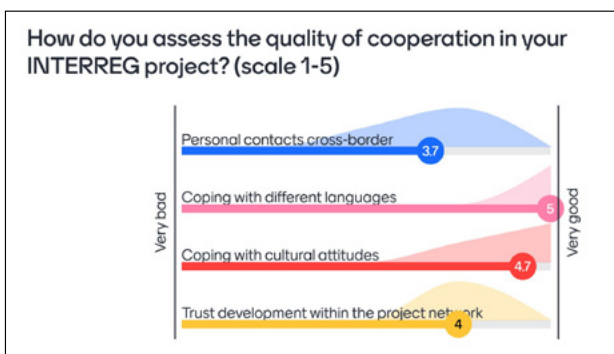 How do you assess the quality of cooperation in your
INTERREG project? (scale 1-5)
Very bad
Personal contacts cross-border
3.7
Coping with different languages
5
Coping with cultural attitudes
4.7
Trust development within the project network
4
Very good